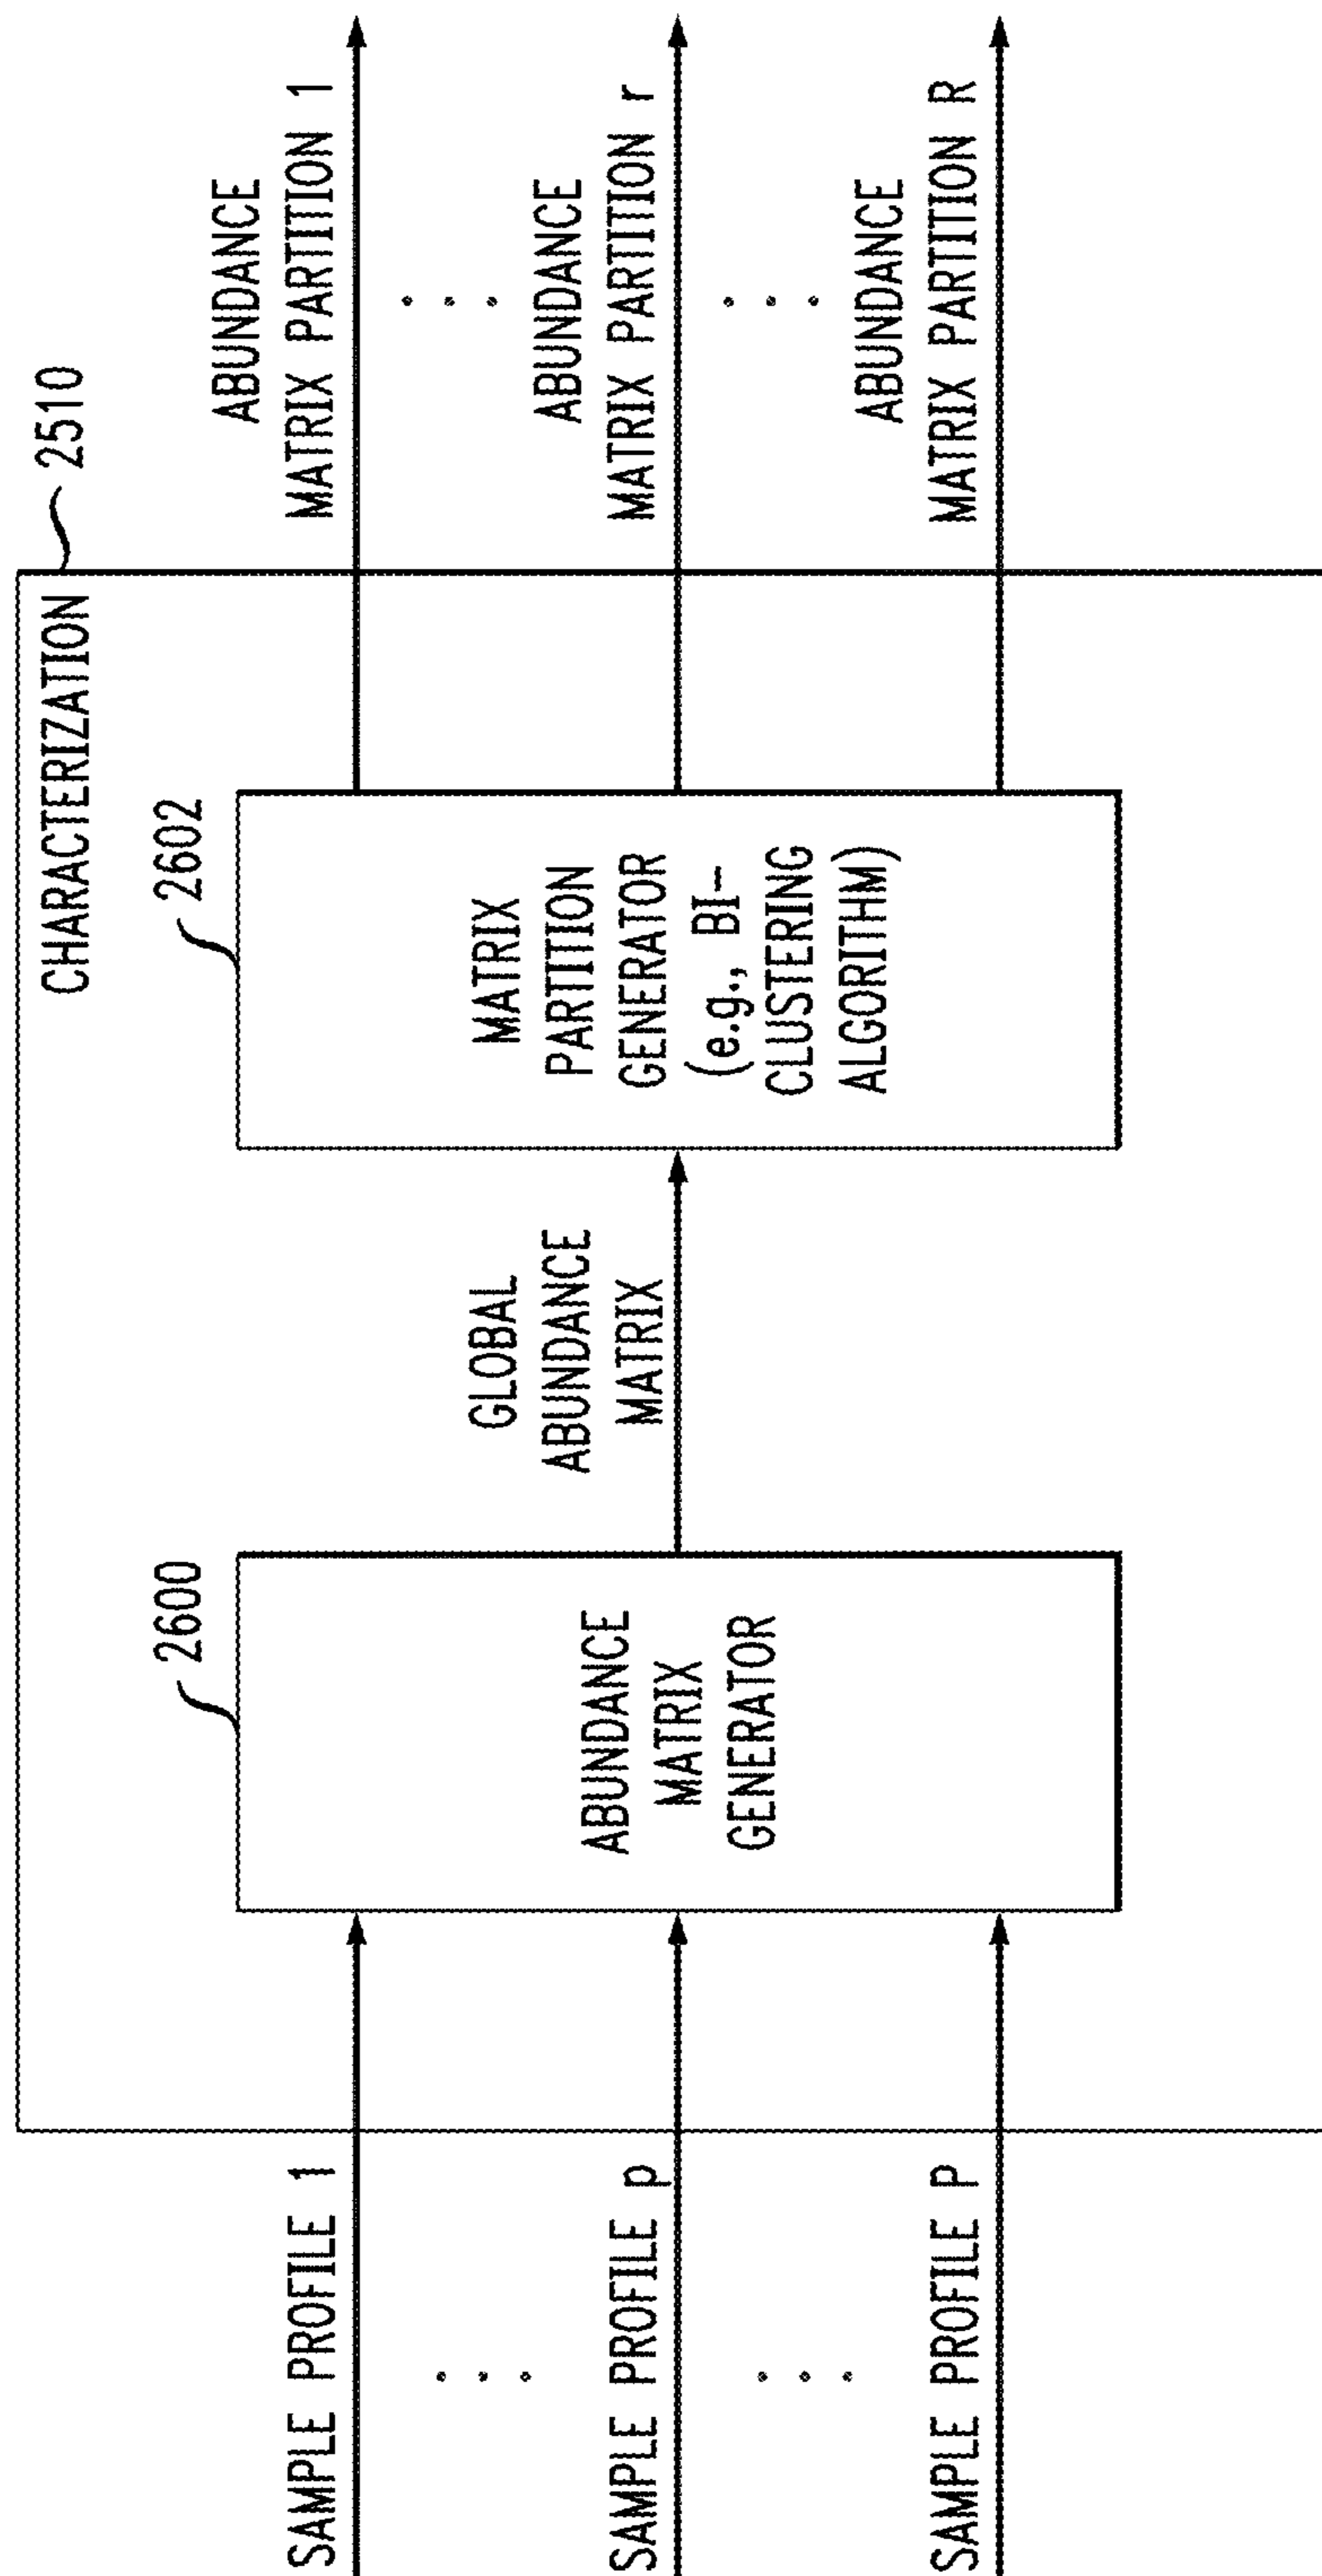 CHARACTERIZATION
2510
SAMPLE PROFILE 1
. . .
SAMPLE PROFILE p
. . .
SAMPLE PROFILE P
2600
ABUNDANCE
MATRIX
GENERATOR
GLOBAL
ABUNDANCE
MATRIX
2602
MATRIX
PARTITION
GENERATOR
(e.g., BI-
CLUSTERING
ALGORITHM)
ABUNDANCE
MATRIX PARTITION 1
. . .
ABUNDANCE
MATRIX PARTITION r
. . .
ABUNDANCE
MATRIX PARTITION R